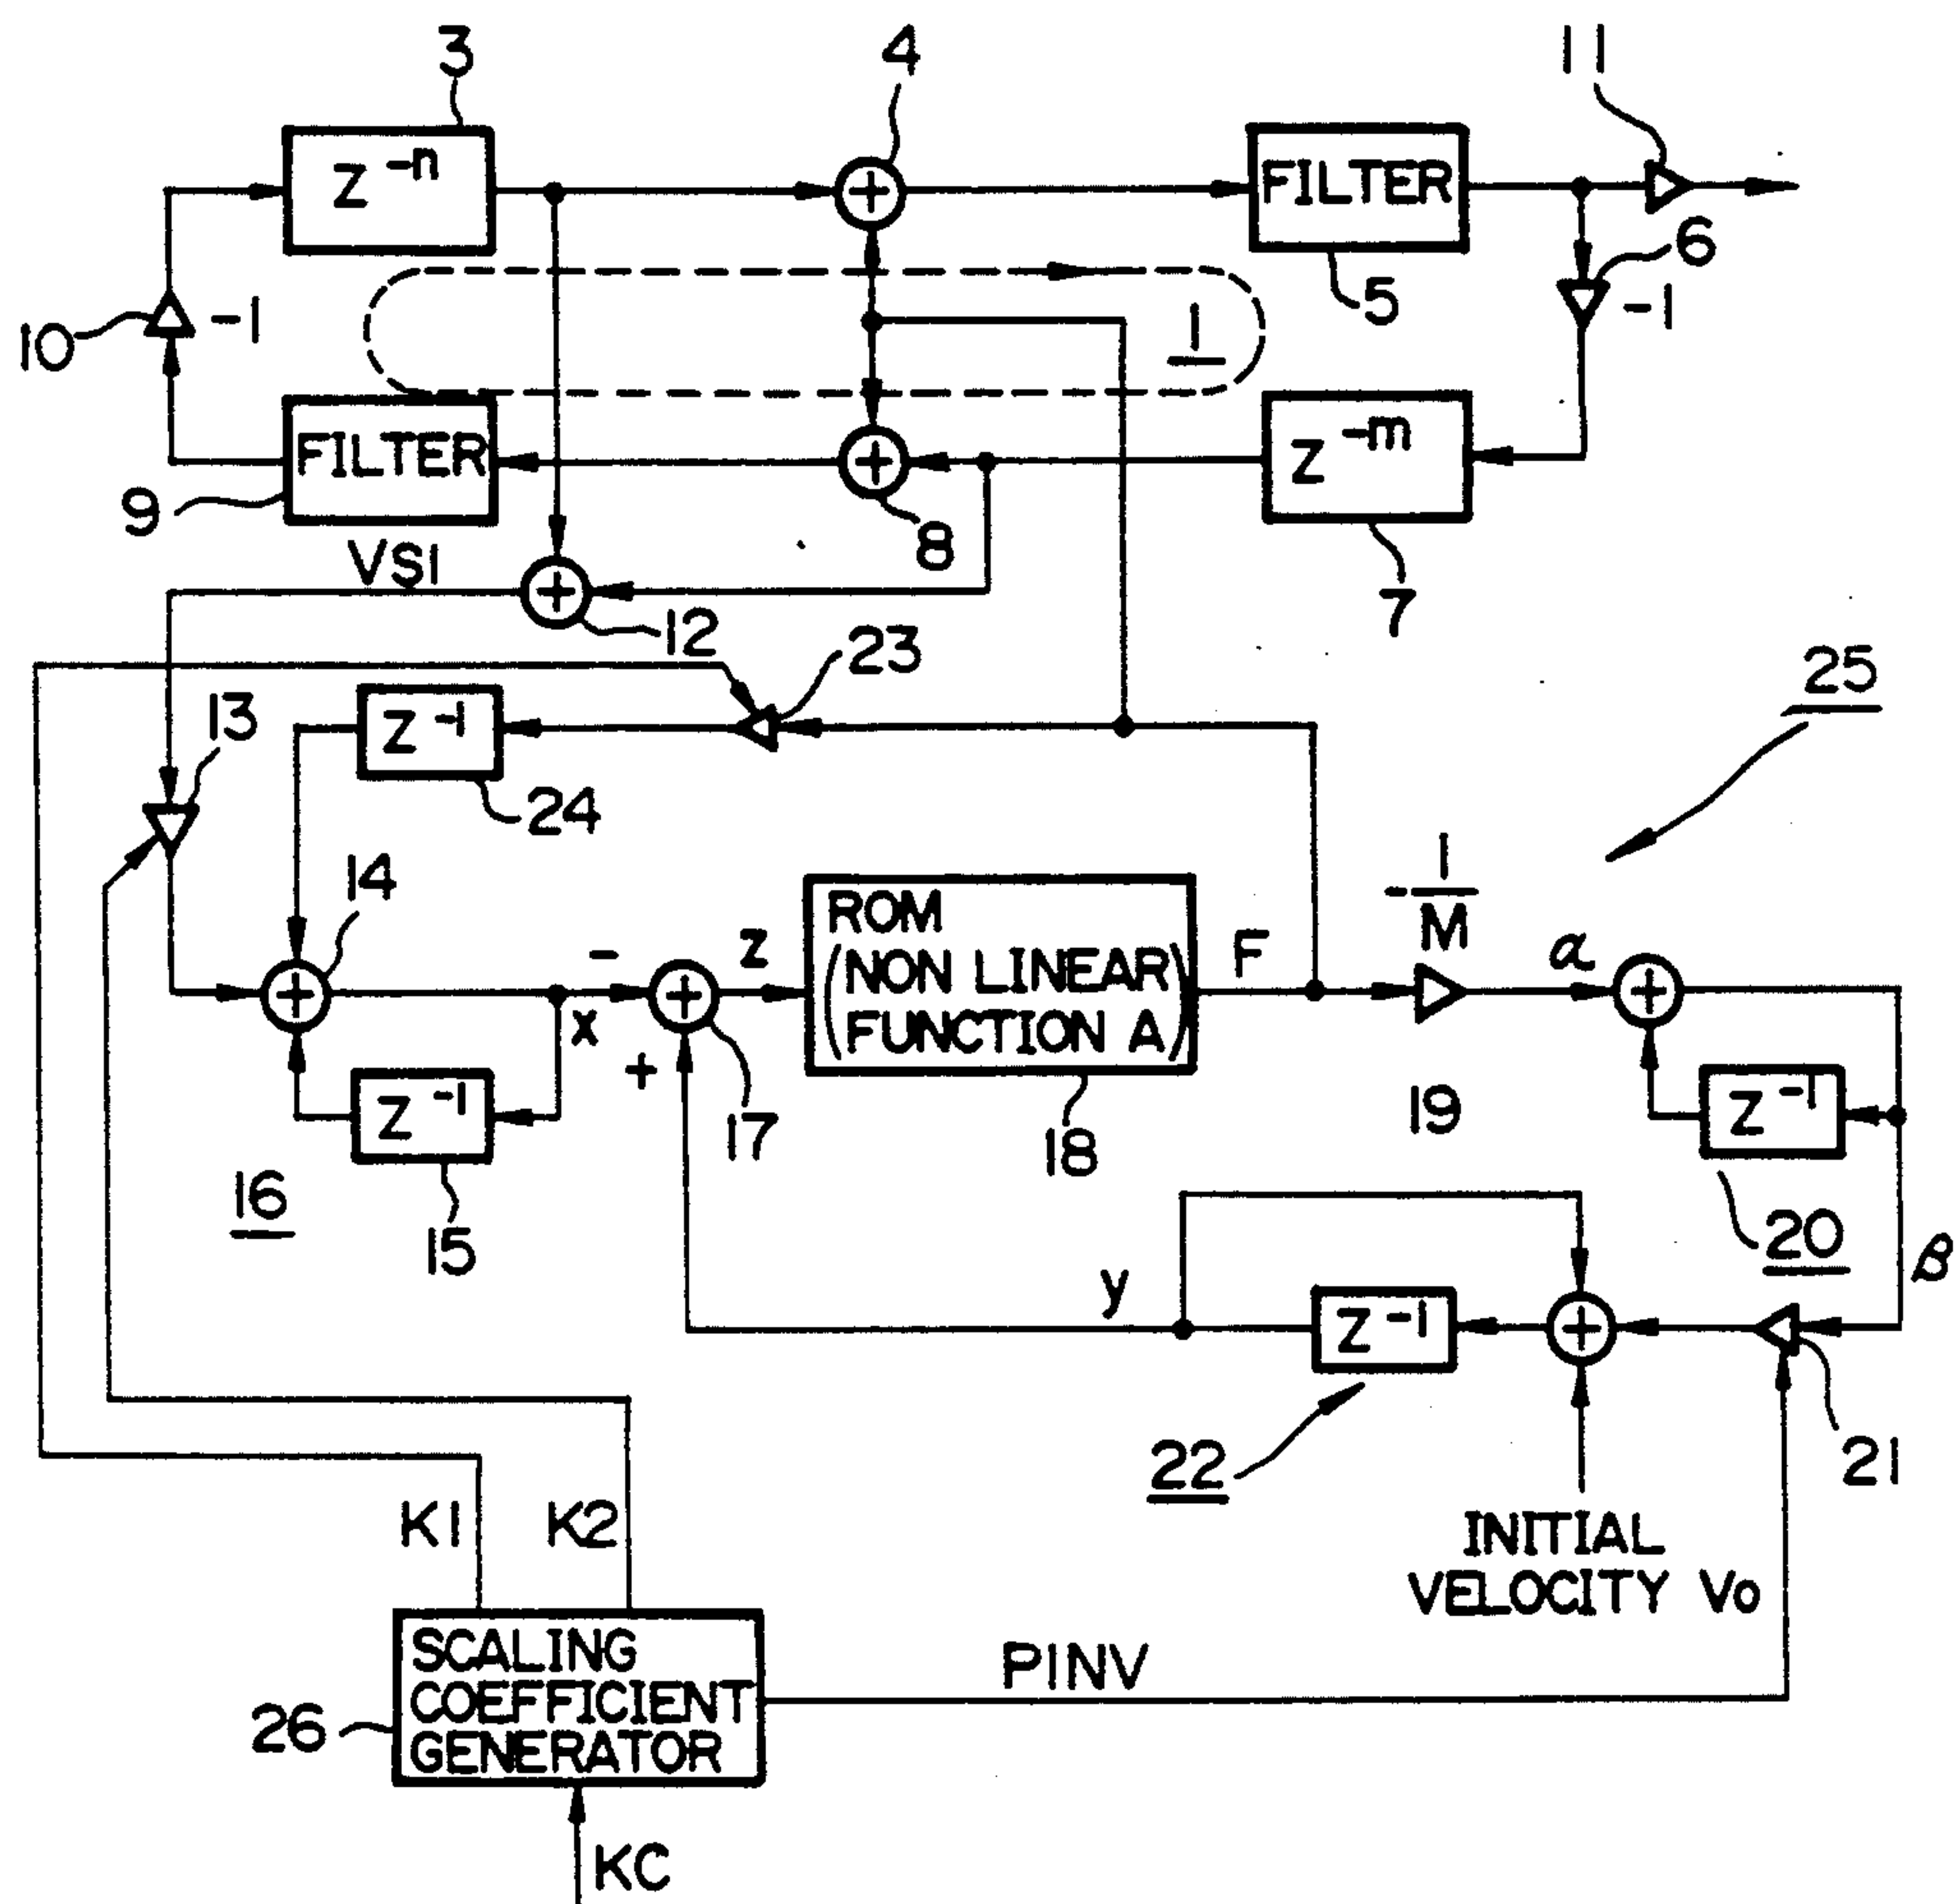 3
4
11
Z⁻ⁿ
+
FILTER
5
6
-1
10
-1
1
FILTER
9
+
8
Z⁻ᵐ
7
VS1
+
12
23
25
13
Z⁻¹
24
14
+
x
-
+
+
17
z
ROM
(NON LINEAR
FUNCTION A)
18
F
-1/M
19
α
+
Z⁻¹
20
β
Z⁻¹
15
16
y
Z⁻¹
22
+
21
INITIAL
VELOCITY Vo
K1
K2
SCALING
COEFFICIENT
GENERATOR
26
PINV
KC